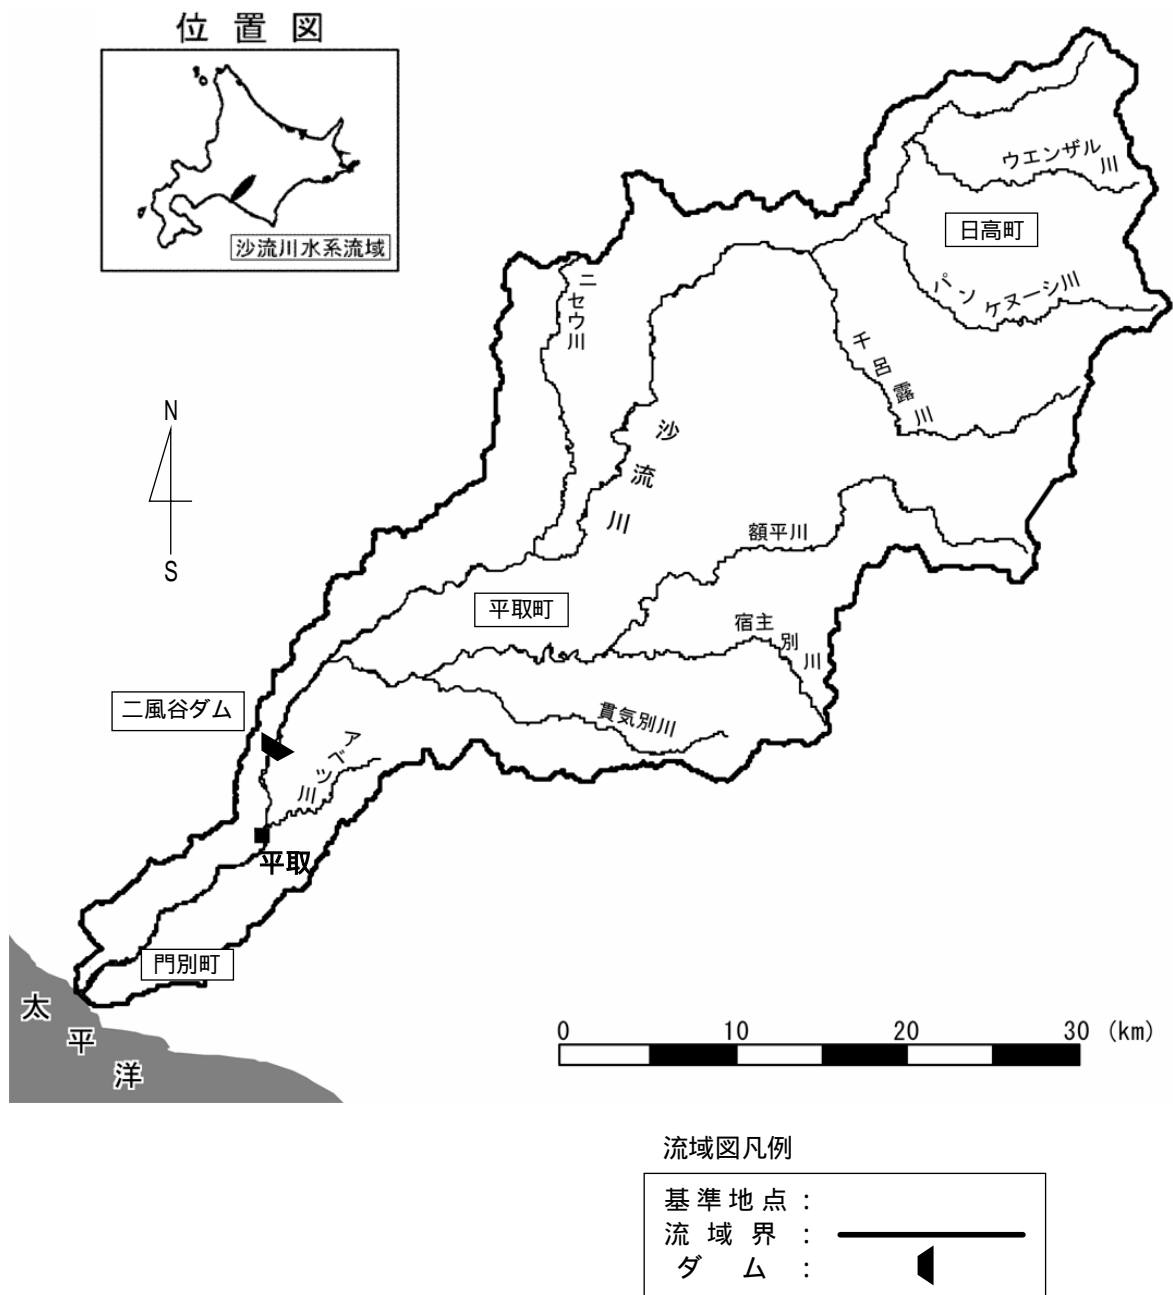 位置図
沙流川水系流域
ウエンザル川
日高町
パンケヌーシ川
ニセウ川
千呂露川
N
S
沙流川
額平川
平取町
宿主別川
二風谷ダム
貫気別川
アベツ川
平取
門別町
太平洋
0 10 20 30 (km)
流域図凡例
基準地点：
流域界：
ダム：